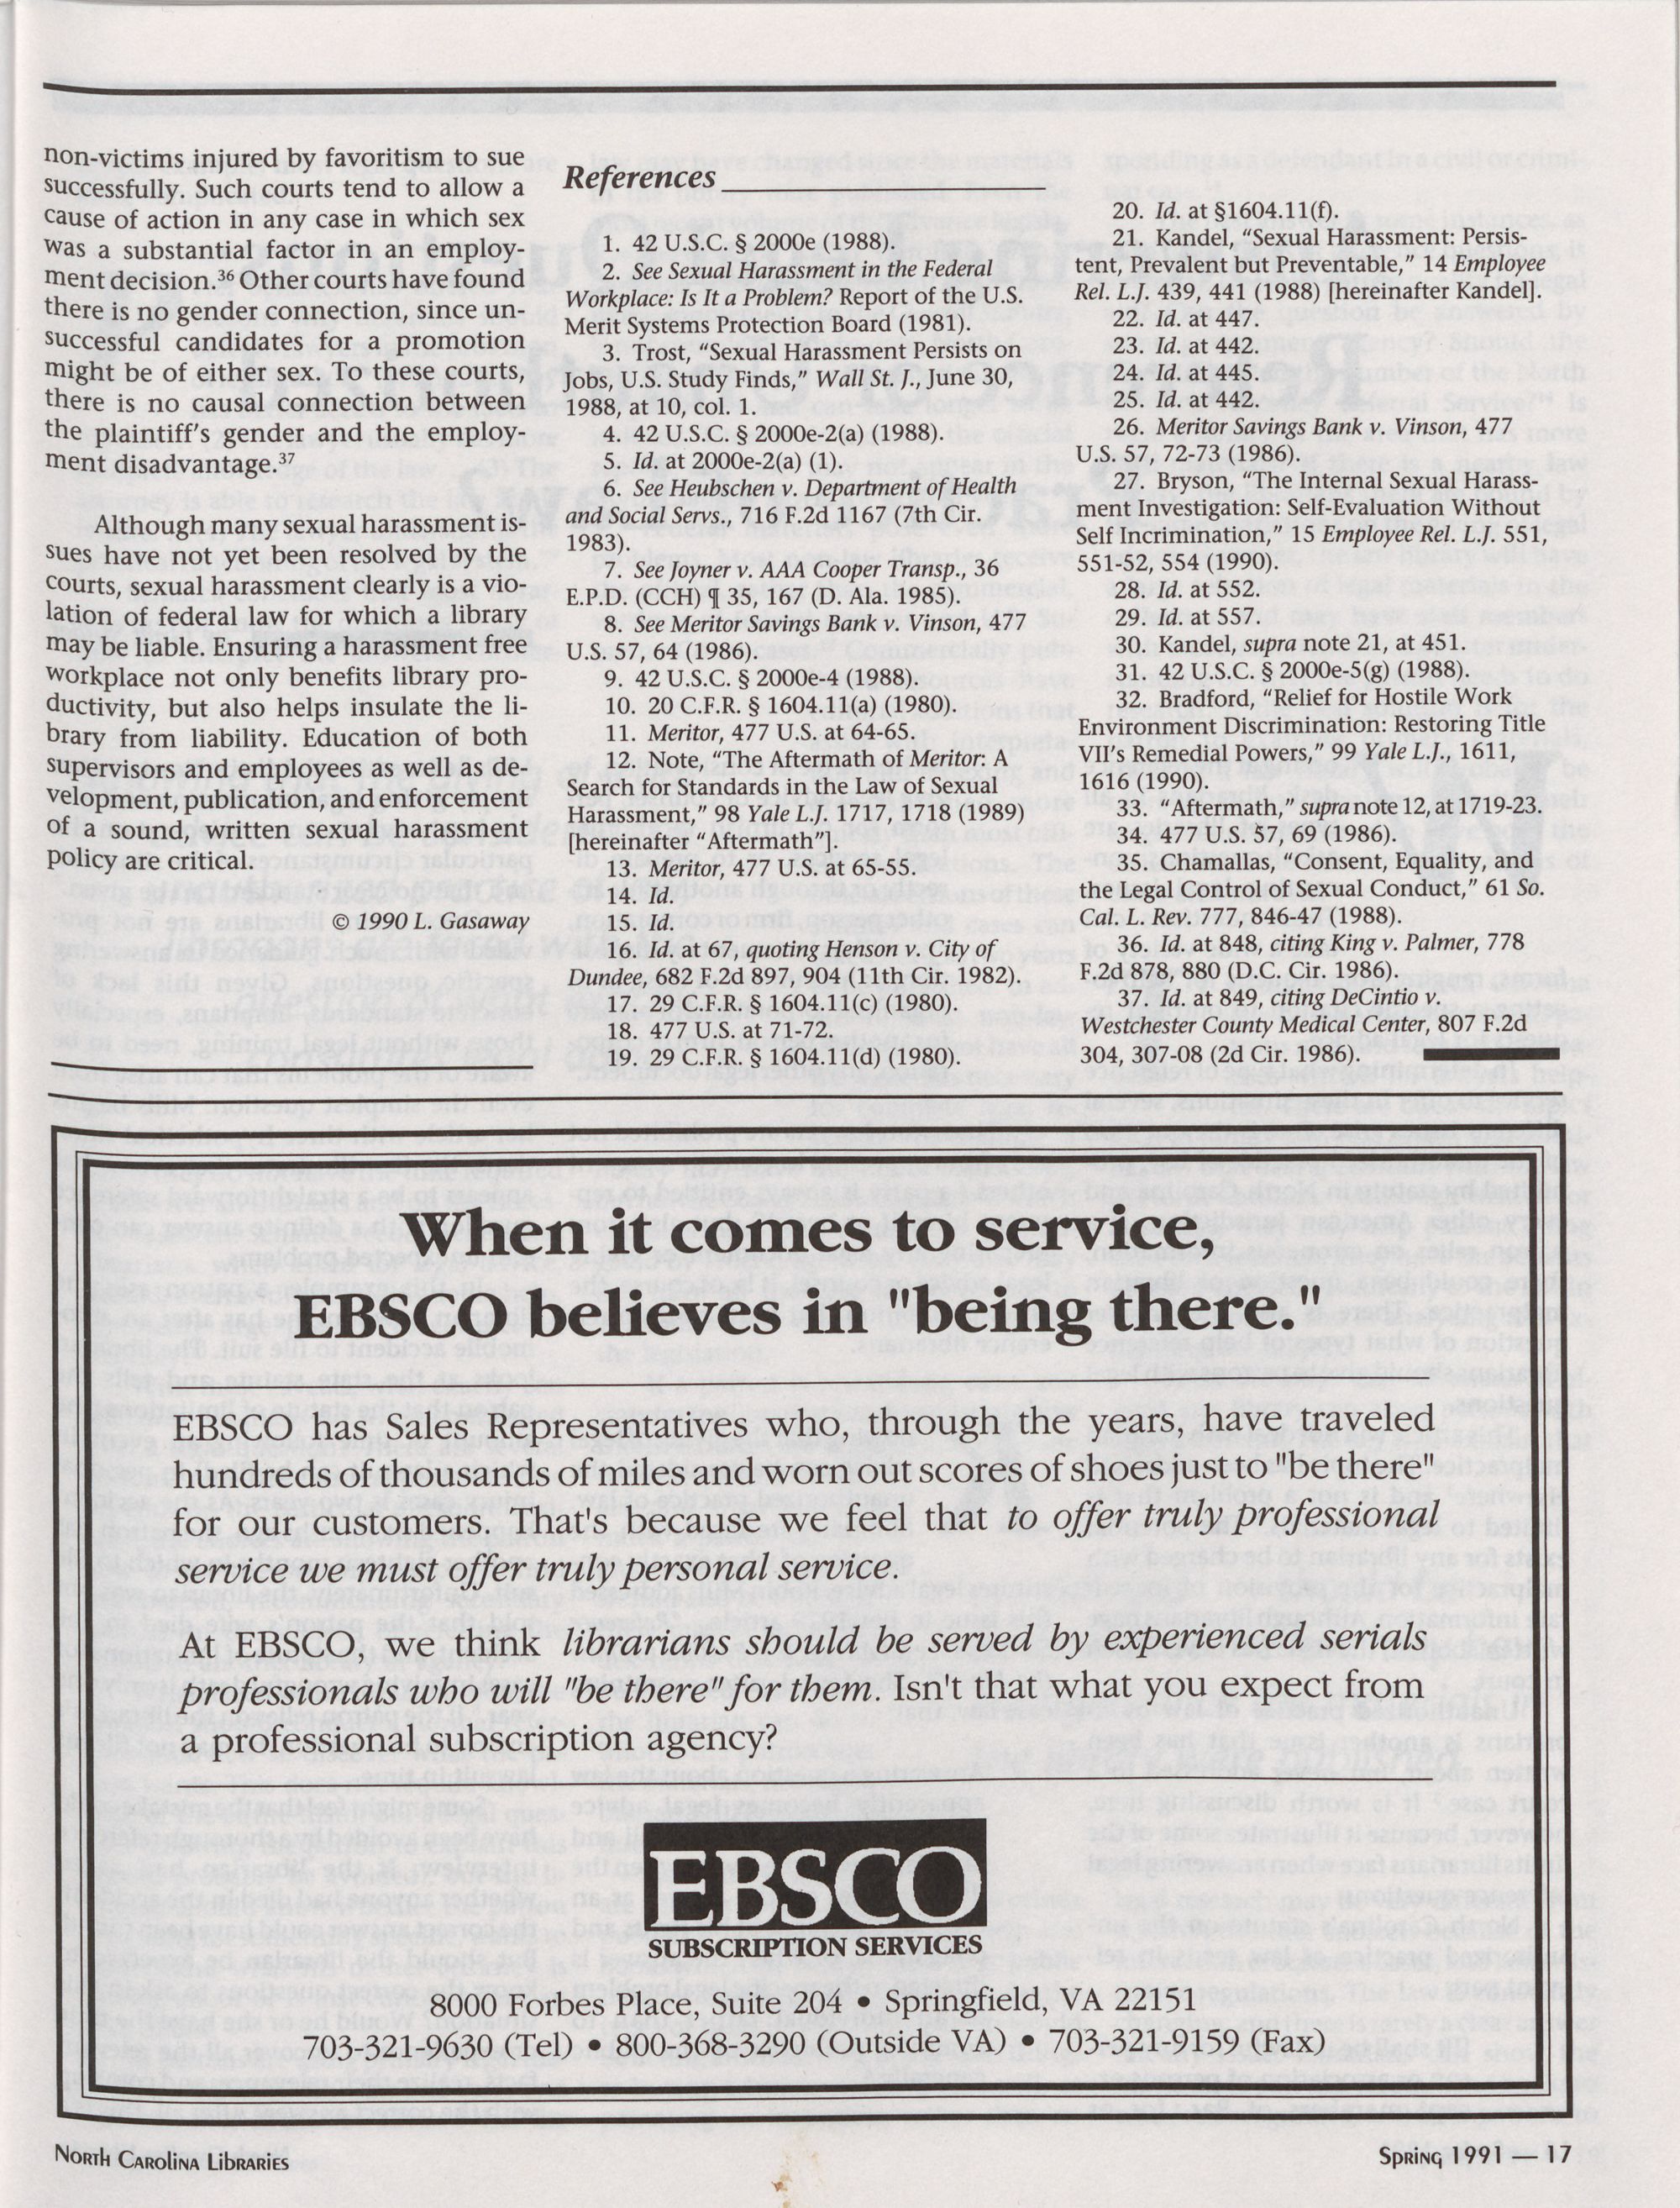 non-victims injured by favoritism to sue
successfully. Such courts tend to allow a
cause of action in any case in which sex
was a substantial factor in an employ-
ment decision.³⁶ Other courts have found
there is no gender connection, since un-
successful candidates for a promotion
might be of either sex. To these courts,
there is no causal connection between
the plaintiff's gender and the employ-
ment disadvantage.³⁷
Although many sexual harassment is-
sues have not yet been resolved by the
courts, sexual harassment clearly is a vio-
lation of federal law for which a library
may be liable. Ensuring a harassment free
workplace not only benefits library pro-
ductivity, but also helps insulate the li-
brary from liability. Education of both
supervisors and employees as well as de-
velopment, publication, and enforcement
of a sound, written sexual harassment
policy are critical.
© 1990 L. Gasaway
References
1. 42 U.S.C. § 2000e (1988).
2. See Sexual Harassment in the Federal
Workplace: Is It a Problem? Report of the U.S.
Merit Systems Protection Board (1981).
3. Trost, “Sexual Harassment Persists on
Jobs, U.S. Study Finds,” Wall St. J., June 30,
1988, at 10, col. 1.
4. 42 U.S.C. § 2000e-2(a) (1988).
5. Id. at 2000e-2(a) (1).
6. See Heubschen v. Department of Health
and Social Servs., 716 F.2d 1167 (7th Cir.
1983).
7. See Joyner v. AAA Cooper Transp., 36
E.P.D. (CCH) ¶ 35, 167 (D. Ala. 1985).
8. See Meritor Savings Bank v. Vinson, 477
U.S. 57, 64 (1986).
9. 42 U.S.C. § 2000e-4 (1988).
10. 20 C.F.R. § 1604.11(a) (1980).
11. Meritor, 477 U.S. at 64-65.
12. Note, “The Aftermath of Meritor: A
Search for Standards in the Law of Sexual
Harassment,” 98 Yale L.J. 1717, 1718 (1989)
[hereinafter “Aftermath”].
13. Meritor, 477 U.S. at 65-55.
14. Id.
15. Id.
16. Id. at 67, quoting Henson v. City of
Dundee, 682 F.2d 897, 904 (11th Cir. 1982).
17. 29 C.F.R. § 1604.11(c) (1980).
18. 477 U.S. at 71-72.
19. 29 C.F.R. § 1604.11(d) (1980).
20. Id. at §1604.11(f).
21. Kandel, “Sexual Harassment: Persis-
tent, Prevalent but Preventable,” 14 Employee
Rel. L.J. 439, 441 (1988) [hereinafter Kandel].
22. Id. at 447.
23. Id. at 442.
24. Id. at 445.
25. Id. at 442.
26. Meritor Savings Bank v. Vinson, 477
U.S. 57, 72-73 (1986).
27. Bryson, “The Internal Sexual Harass-
ment Investigation: Self-Evaluation Without
Self Incrimination,” 15 Employee Rel. L.J. 551,
551-52, 554 (1990).
28. Id. at 552.
29. Id. at 557.
30. Kandel, supra note 21, at 451.
31. 42 U.S.C. § 2000e-5(g) (1988).
32. Bradford, “Relief for Hostile Work
Environment Discrimination: Restoring Title
VII's Remedial Powers,” 99 Yale L.J., 1611,
1616 (1990).
33. “Aftermath,” supra note 12, at 1719-23.
34. 477 U.S. 57, 69 (1986).
35. Chamallas, “Consent, Equality, and
the Legal Control of Sexual Conduct,” 61 So.
Cal. L. Rev. 777, 846-47 (1988).
36. Id. at 848, citing King v. Palmer, 778
F.2d 878, 880 (D.C. Cir. 1986).
37. Id. at 849, citing DeCintio v.
Westchester County Medical Center, 807 F.2d
304, 307-08 (2d Cir. 1986).
When it comes to service,
EBSCO believes in "being there."
EBSCO has Sales Representatives who, through the years, have traveled
hundreds of thousands of miles and worn out scores of shoes just to "be there"
for our customers. That's because we feel that to offer truly professional
service we must offer truly personal service.
At EBSCO, we think librarians should be served by experienced serials
professionals who will "be there" for them. Isn't that what you expect from
a professional subscription agency?
EBSCO
SUBSCRIPTION SERVICES
8000 Forbes Place, Suite 204 • Springfield, VA 22151
703-321-9630 (Tel) • 800-368-3290 (Outside VA) • 703-321-9159 (Fax)
North Carolina Libraries
Spring 1991 — 17